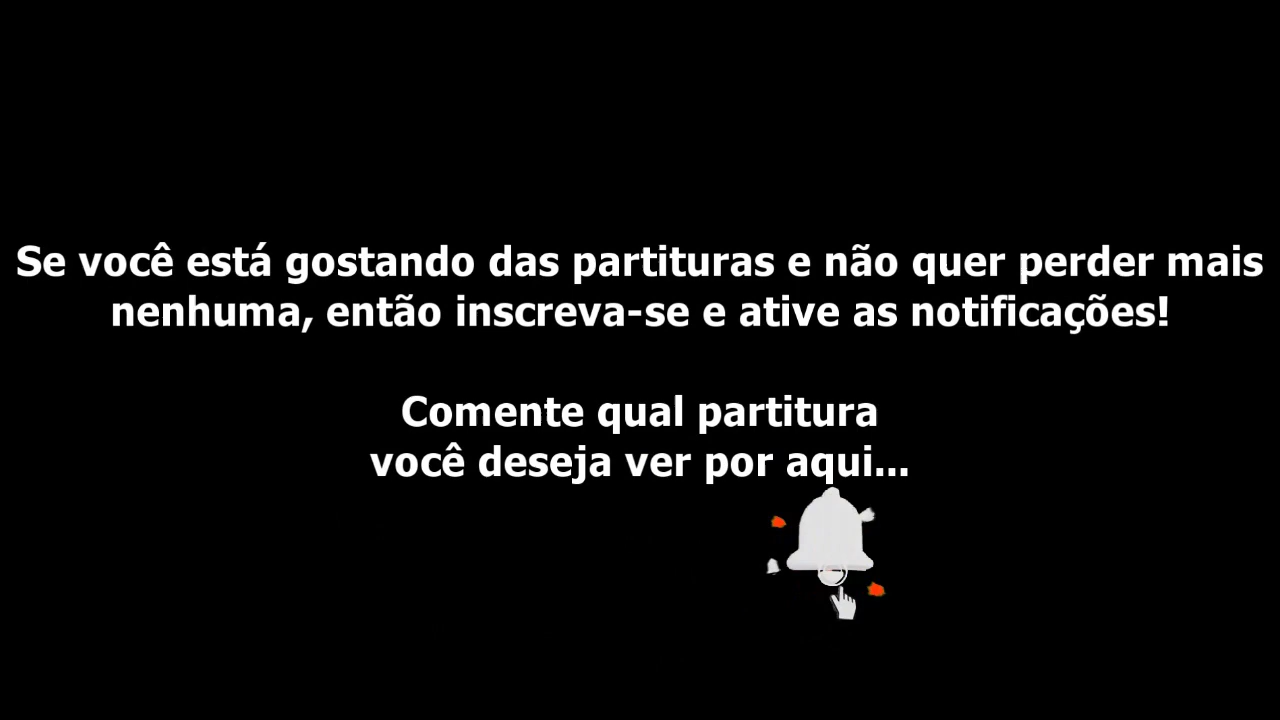 Se você está gostando das partituras e não quer perder mais
nenhuma, então inscreva-se e ative as notificações!
Comente qual partitura
você deseja ver por aqui...